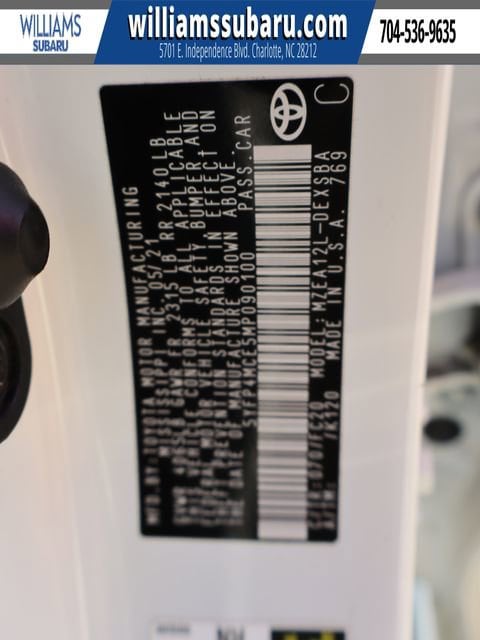 WILLIAMS
SUBARU
williamssubaru.com
5701 E. Independence Blvd. Charlotte, NC 28212
704-536-9635
MFD. BY: TOYOTA MOTOR MANUFACTURING
MISSISSIPPI INC. 05/21
GVWR GAWR FR 2315 LB RR 2140 LB
THIS VEHICLE CONFORMS TO ALL APPLICABLE
FEDERAL MOTOR VEHICLE SAFETY, BUMPER, AND
THEFT PREVENTION STANDARDS IN EFFECT ON
THE DATE OF MANUFACTURE SHOWN ABOVE.
PASS. CAR
C
C/TR: 070/FC20 MODEL: MZEA12L-DEXSBA
A/TM: /K120 MADE IN U.S.A. 769